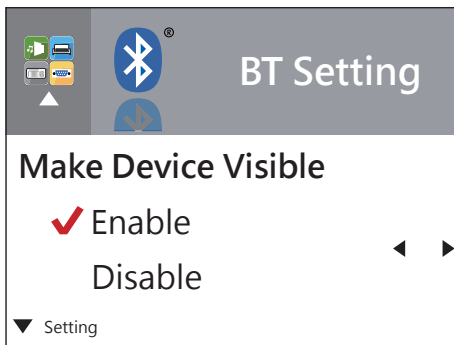 ® BT Setting
Make Device Visible
Enable
Disable
Setting